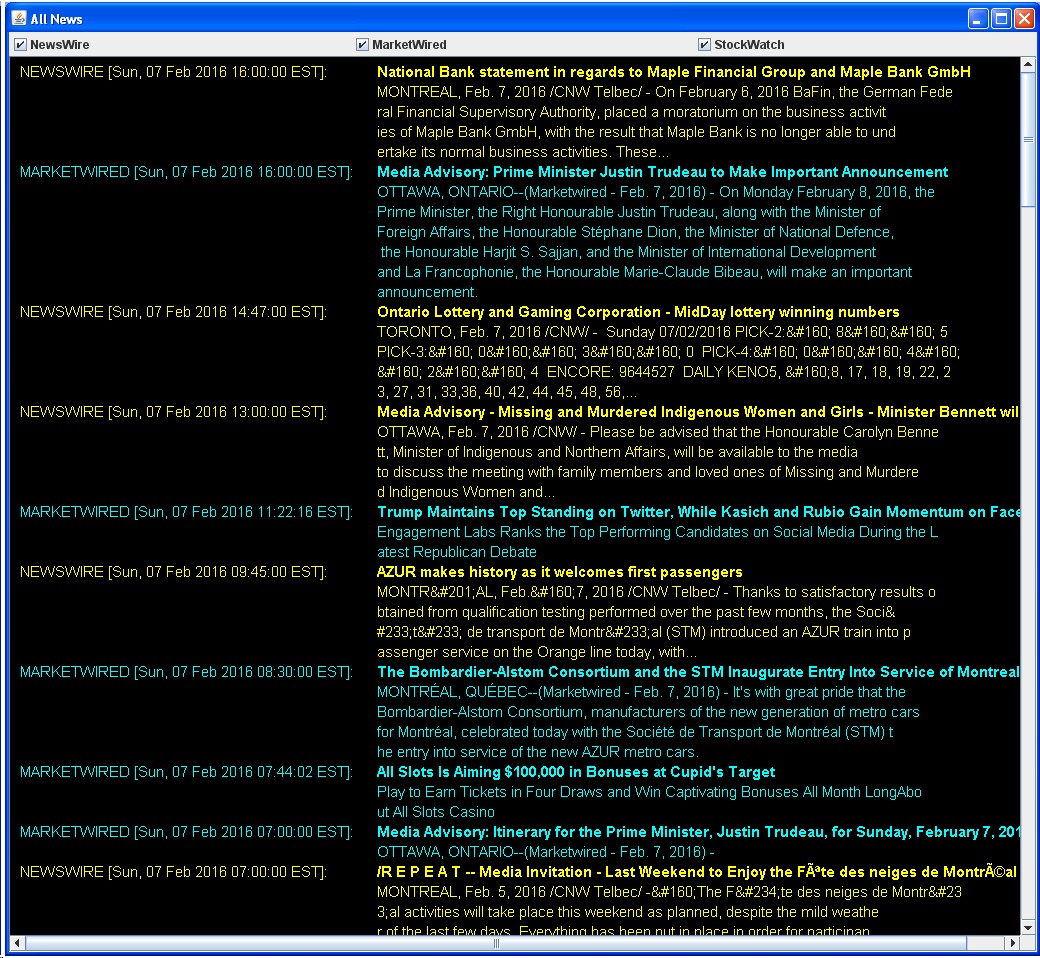 All News
NewsWire MarketWired StockWatch
NEWSWIRE [Sun, 07 Feb 2016 16:00:00 EST]: National Bank statement in regards to Maple Financial Group and Maple Bank GmbH
MONTREAL, Feb. 7, 2016 /CNW Telbec/ - On February 6, 2016 BaFin, the German Fede
ral Financial Supervisory Authority, placed a moratorium on the business activit
ies of Maple Bank GmbH, with the result that Maple Bank is no longer able to und
ertake its normal business activities. These...
MARKETWIRED [Sun, 07 Feb 2016 16:00:00 EST]: Media Advisory: Prime Minister Justin Trudeau to Make Important Announcement
OTTAWA, ONTARIO--(Marketwired - Feb. 7, 2016) - On Monday February 8, 2016, the
Prime Minister, the Right Honourable Justin Trudeau, along with the Minister of
Foreign Affairs, the Honourable Stéphane Dion, the Minister of National Defence,
the Honourable Harjit S. Sajjan, and the Minister of International Development
and La Francophonie, the Honourable Marie-Claude Bibeau, will make an important
announcement.
NEWSWIRE [Sun, 07 Feb 2016 14:47:00 EST]: Ontario Lottery and Gaming Corporation - MidDay lottery winning numbers
TORONTO, Feb. 7, 2016 /CNW/ -  Sunday 07/02/2016 PICK-2:&#160; 8&#160;&#160; 5
PICK-3:&#160; 0&#160;&#160; 3&#160;&#160; 0  PICK-4:&#160; 0&#160;&#160; 4&#160;
&#160; 2&#160;&#160; 4  ENCORE: 9644527  DAILY KENO5, &#160;8, 17, 18, 19, 22, 2
3, 27, 31, 33,36, 40, 42, 44, 45, 48, 56,...
NEWSWIRE [Sun, 07 Feb 2016 13:00:00 EST]: Media Advisory - Missing and Murdered Indigenous Women and Girls - Minister Bennett wil
OTTAWA, Feb. 7, 2016 /CNW/ - Please be advised that the Honourable Carolyn Benne
tt, Minister of Indigenous and Northern Affairs, will be available to the media
to discuss the meeting with family members and loved ones of Missing and Murdere
d Indigenous Women and...
MARKETWIRED [Sun, 07 Feb 2016 11:22:16 EST]: Trump Maintains Top Standing on Twitter, While Kasich and Rubio Gain Momentum on Face
Engagement Labs Ranks the Top Performing Candidates on Social Media During the L
atest Republican Debate
NEWSWIRE [Sun, 07 Feb 2016 09:45:00 EST]: AZUR makes history as it welcomes first passengers
MONTR&#201;AL, Feb.&#160;7, 2016 /CNW Telbec/ - Thanks to satisfactory results o
btained from qualification testing performed over the past few months, the Soci&
#233;t&#233; de transport de Montr&#233;al (STM) introduced an AZUR train into p
assenger service on the Orange line today, with...
MARKETWIRED [Sun, 07 Feb 2016 08:30:00 EST]: The Bombardier-Alstom Consortium and the STM Inaugurate Entry Into Service of Montreal
MONTRÉAL, QUÉBEC--(Marketwired - Feb. 7, 2016) - It's with great pride that the
Bombardier-Alstom Consortium, manufacturers of the new generation of metro cars
for Montréal, celebrated today with the Société de Transport de Montréal (STM) t
he entry into service of the new AZUR metro cars.
MARKETWIRED [Sun, 07 Feb 2016 07:44:02 EST]: All Slots Is Aiming $100,000 in Bonuses at Cupid's Target
Play to Earn Tickets in Four Draws and Win Captivating Bonuses All Month LongAbo
ut All Slots Casino
MARKETWIRED [Sun, 07 Feb 2016 07:00:00 EST]: Media Advisory: Itinerary for the Prime Minister, Justin Trudeau, for Sunday, February 7, 201
OTTAWA, ONTARIO--(Marketwired - Feb. 7, 2016) -
NEWSWIRE [Sun, 07 Feb 2016 07:00:00 EST]: /R E P E A T -- Media Invitation - Last Weekend to Enjoy the FÃªte des neiges de MontrÃ©al
MONTREAL, Feb. 5, 2016 /CNW Telbec/ -&#160;The F&#234;te des neiges de Montr&#23
3;al activities will take place this weekend as planned, despite the mild weathe
r of the last few days. Everything has been put in place in order for participan